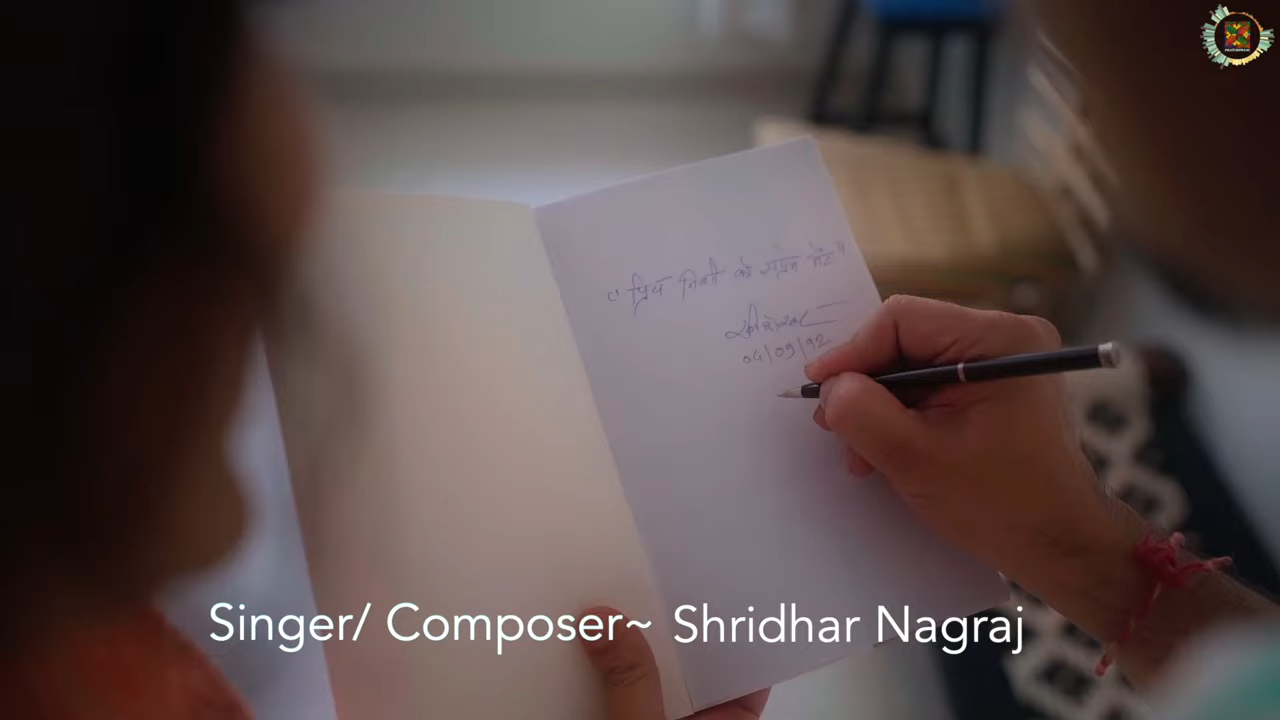 प्रिय निवी को सप्रेम भेंट
04/09/92
Singer/ Composer~ Shridhar Nagraj